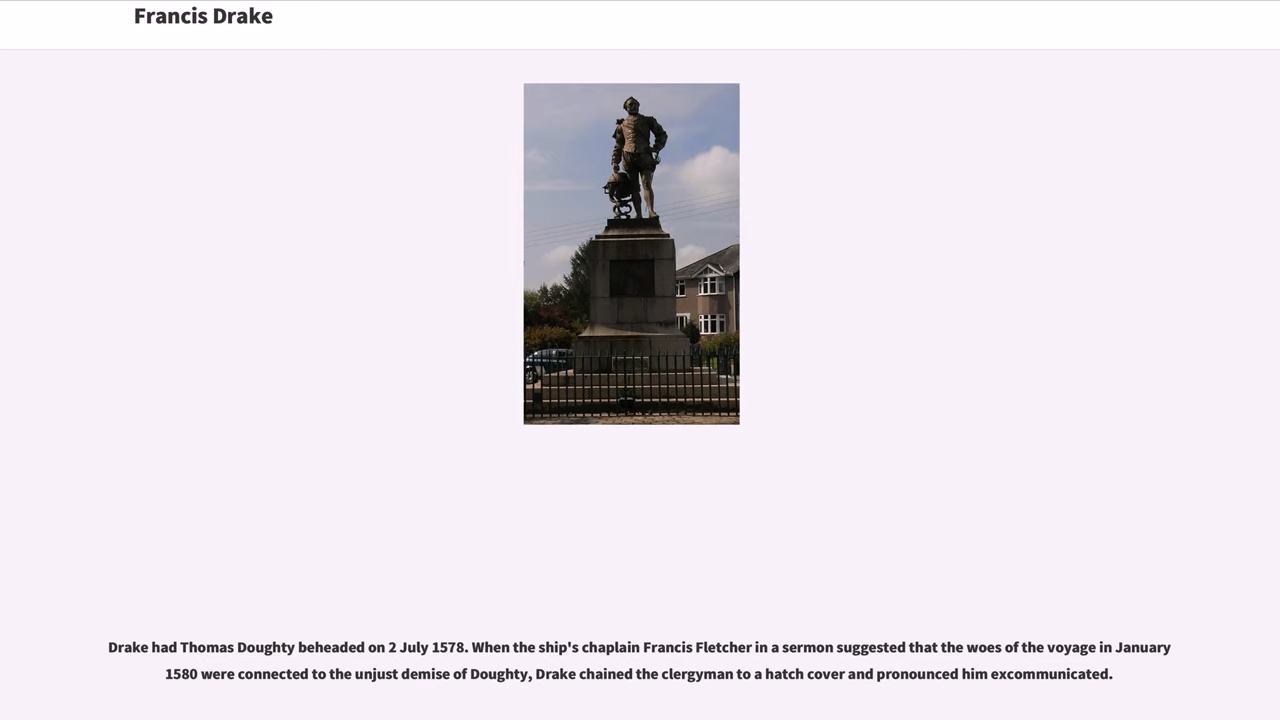 Francis Drake
Drake had Thomas Doughty beheaded on 2 July 1578. When the ship's chaplain Francis Fletcher in a sermon suggested that the woes of the voyage in January
1580 were connected to the unjust demise of Doughty, Drake chained the clergyman to a hatch cover and pronounced him excommunicated.